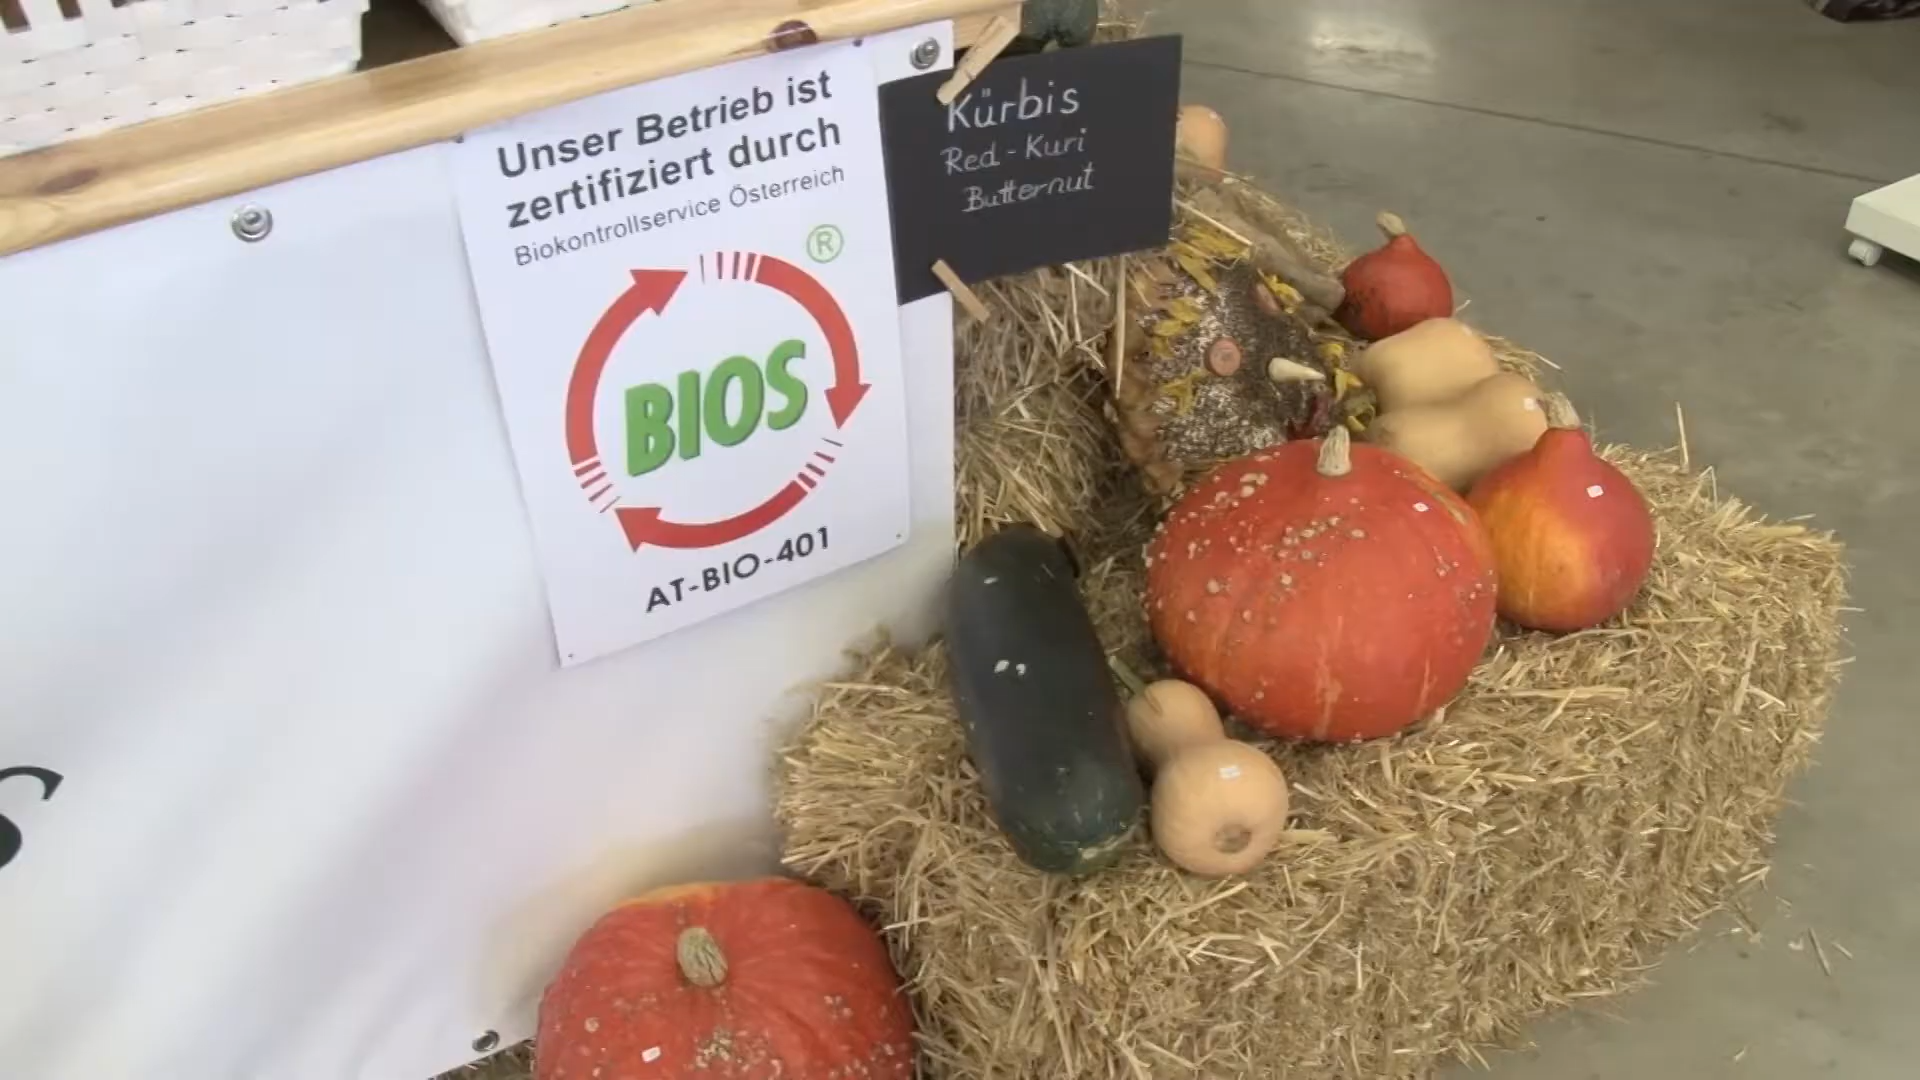 Unser Betrieb ist
zertifiziert durch
Biokontrollservice Österreich
®
BIOS
AT-BIO-401
Kürbis
Red-Kuri
Butternut